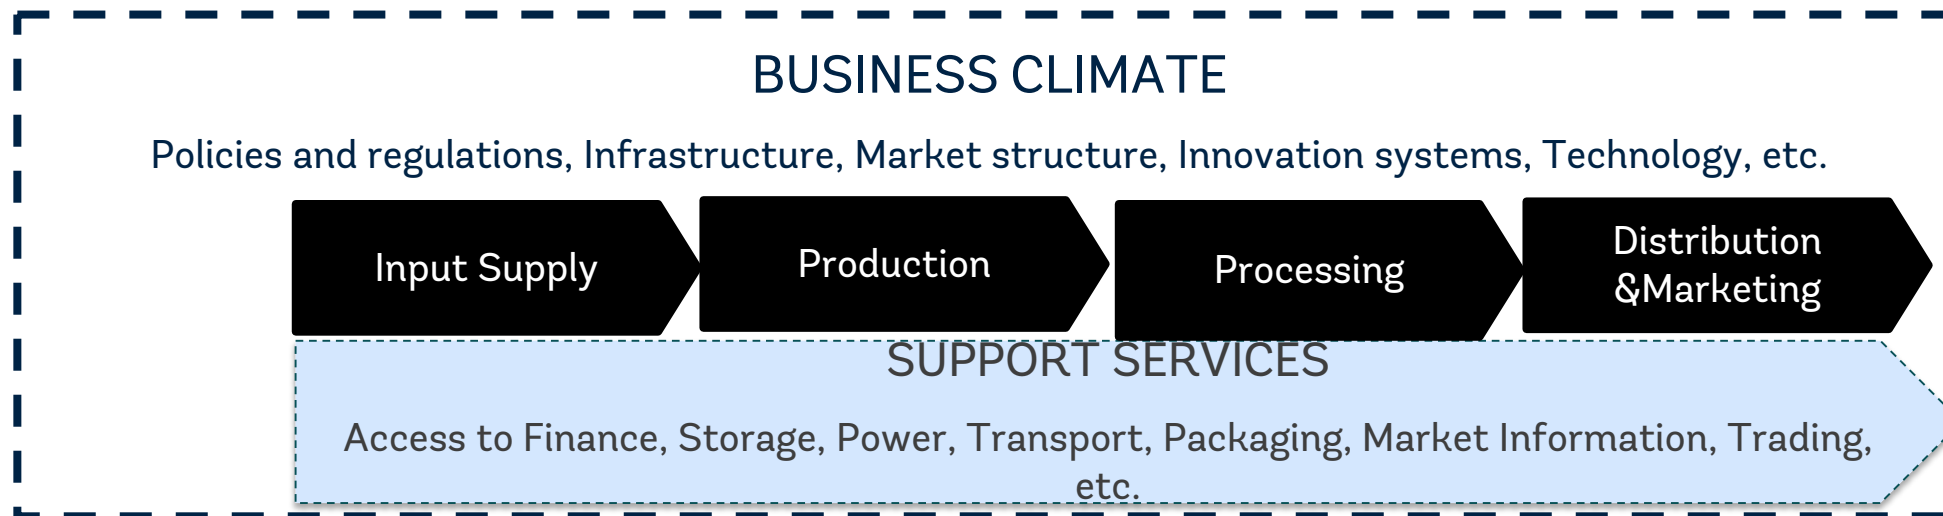 BUSINESS CLIMATE
Policies and regulations, Infrastructure, Market structure, Innovation systems, Technology, etc.
Input Supply
Production
Processing
Distribution
&Marketing
SUPPORT SERVICES
Access to Finance, Storage, Power, Transport, Packaging, Market Information, Trading,
etc.